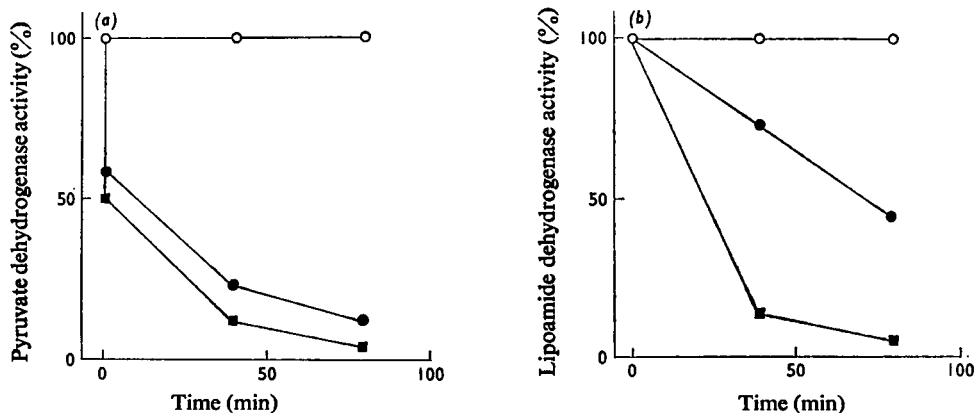 (a)
Pyruvate dehydrogenase activity (%)
100
50
0
0
50
100
Time (min)
(b)
Lipoamide dehydrogenase activity (%)
100
50
0
0
50
100
Time (min)